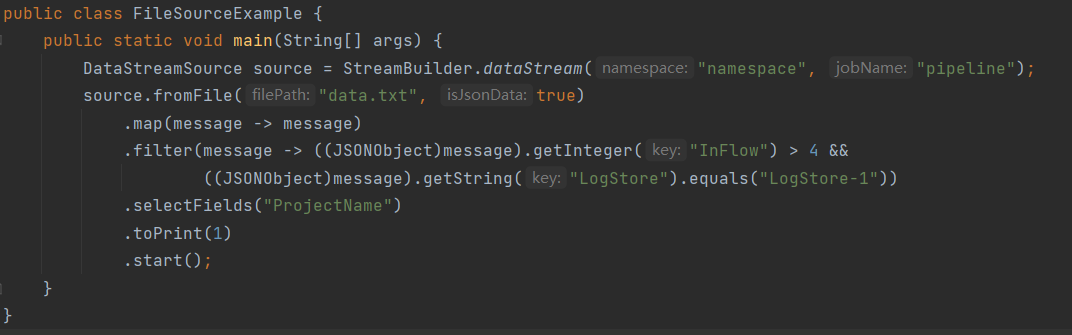 public class FileSourceExample {
    public static void main(String[] args) {
        DataStreamSource source = StreamBuilder.dataStream( namespace: "namespace", jobName: "pipeline");
        source.fromFile( filePath: "data.txt", isJsonData: true)
            .map(message -> message)
            .filter(message -> ((JSONObject)message).getInteger( key: "InFlow") > 4 &&
                    ((JSONObject)message).getString( key: "LogStore").equals("LogStore-1"))
            .selectFields("ProjectName")
            .toPrint(1)
            .start();
    }
}